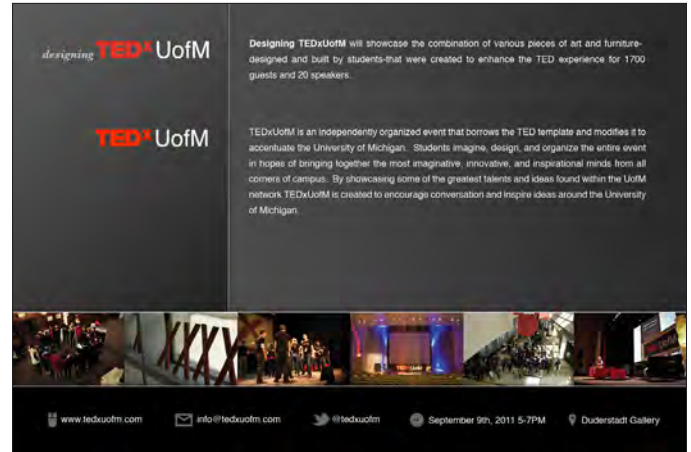 designing TEDx UofM
Designing TEDxUofM will showcase the combination of various pieces of art and furniture-
designed and built by students-that were created to enhance the TED experience for 1700
guests and 20 speakers.
TEDx UofM
TEDxUofM is an independently organized event that borrows the TED template and modifies it to
accentuate the University of Michigan. Students imagine, design, and organize the entire event
in hopes of bringing together the most imaginative, innovative, and inspirational minds from all
corners of campus. By showcasing some of the greatest talents and ideas found within the UofM
network TEDxUofM is created to encourage conversation and inspire ideas around the University
of Michigan.
www.tedxuofm.com
info@tedxuofm.com
@tedxuofm
September 9th, 2011 5-7PM
Duderstadt Gallery